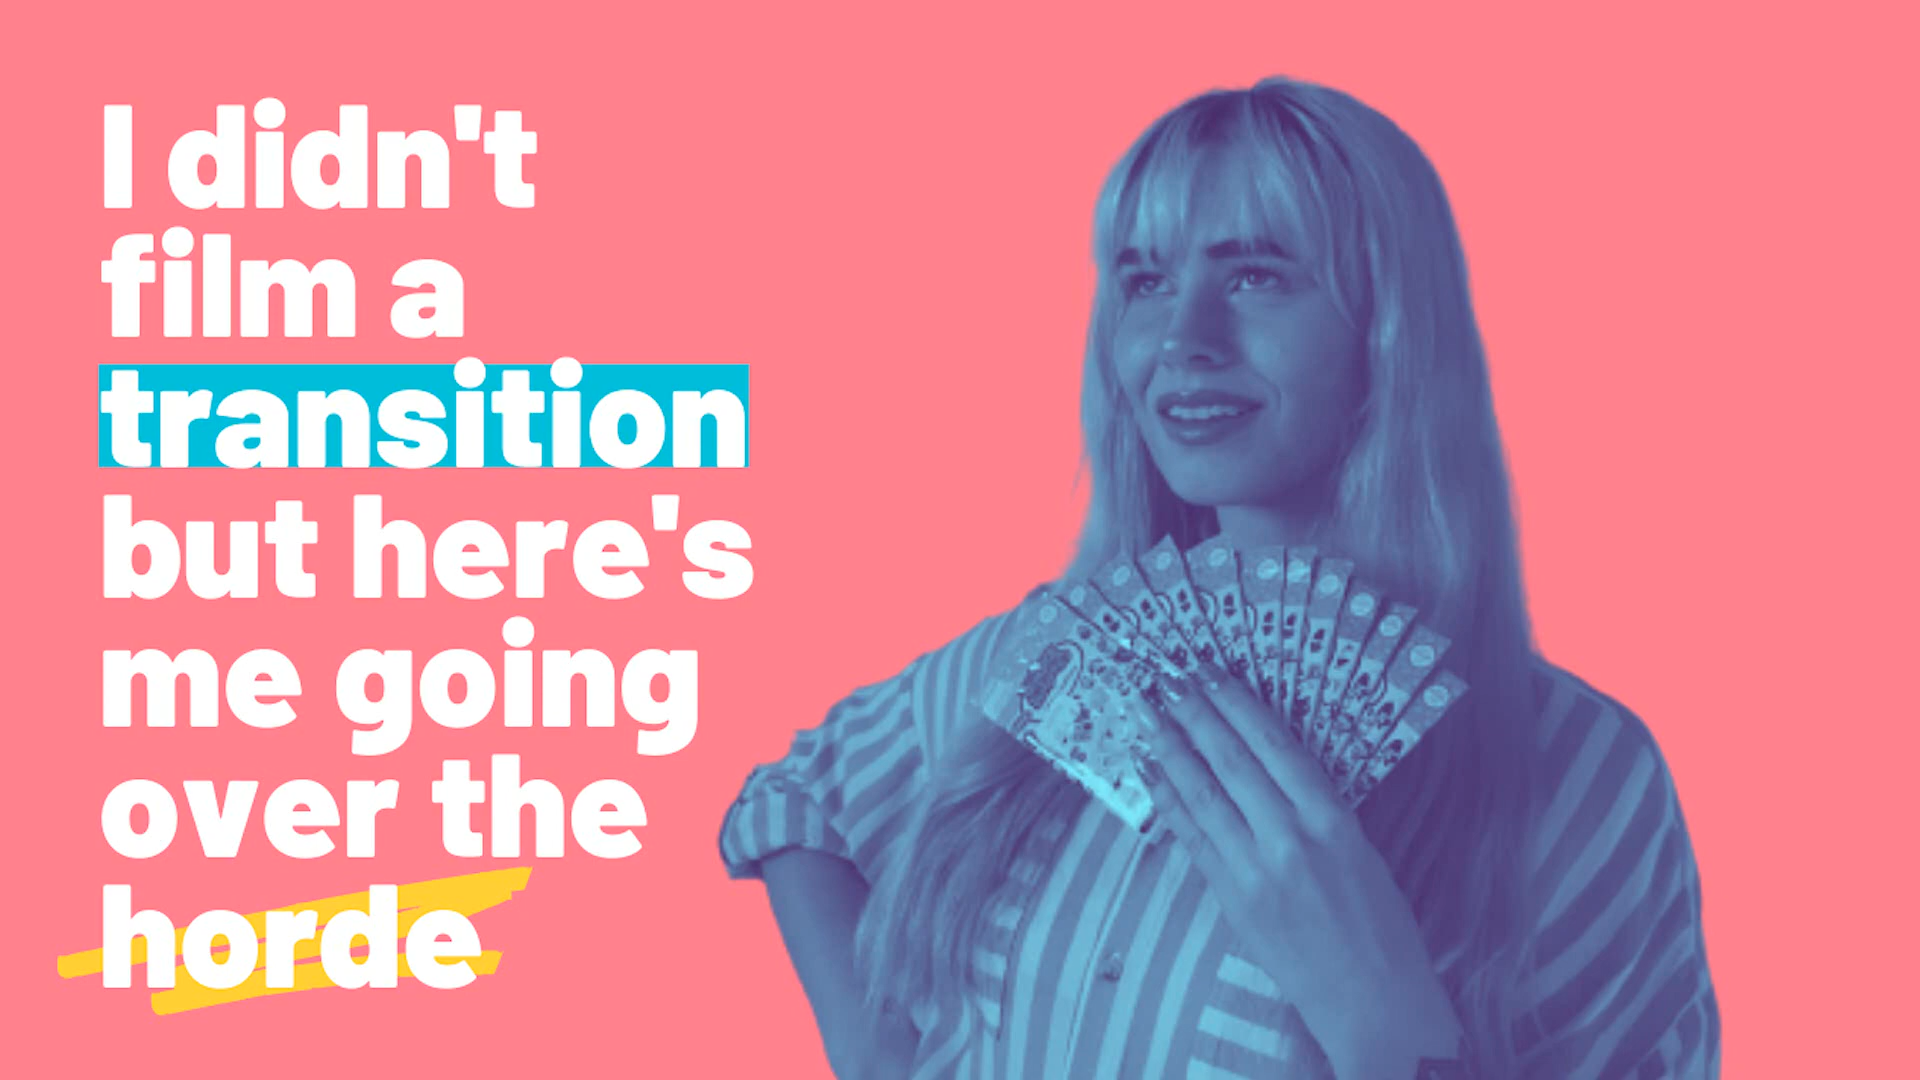 I didn't
film a
transition
but here's
me going
over the
horde